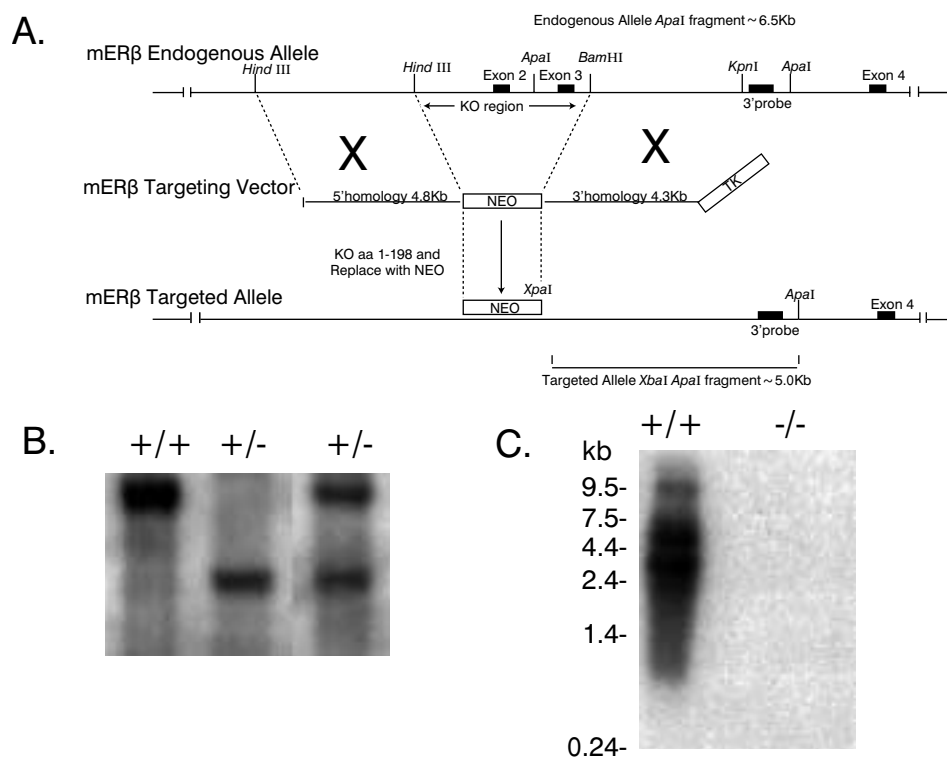 A.
Endogenous Allele ApaI fragment ~ 6.5Kb
mERβ Endogenous Allele
Hind III
Hind III
Exon 2
ApaI
Exon 3
BamHI
KpnI
ApaI
Exon 4
KO region
3'probe
X
X
mERβ Targeting Vector
5'homology 4.8Kb
NEO
3'homology 4.3Kb
TK
KO aa 1-198 and
Replace with NEO
mERβ Targeted Allele
XpaI
NEO
ApaI
Exon 4
3'probe
Targeted Allele XbaI ApaI fragment ~ 5.0Kb
B.
+/+ +/- +/-
C.
+/+ -/-
kb
9.5-
7.5-
4.4-
2.4-
1.4-
0.24-